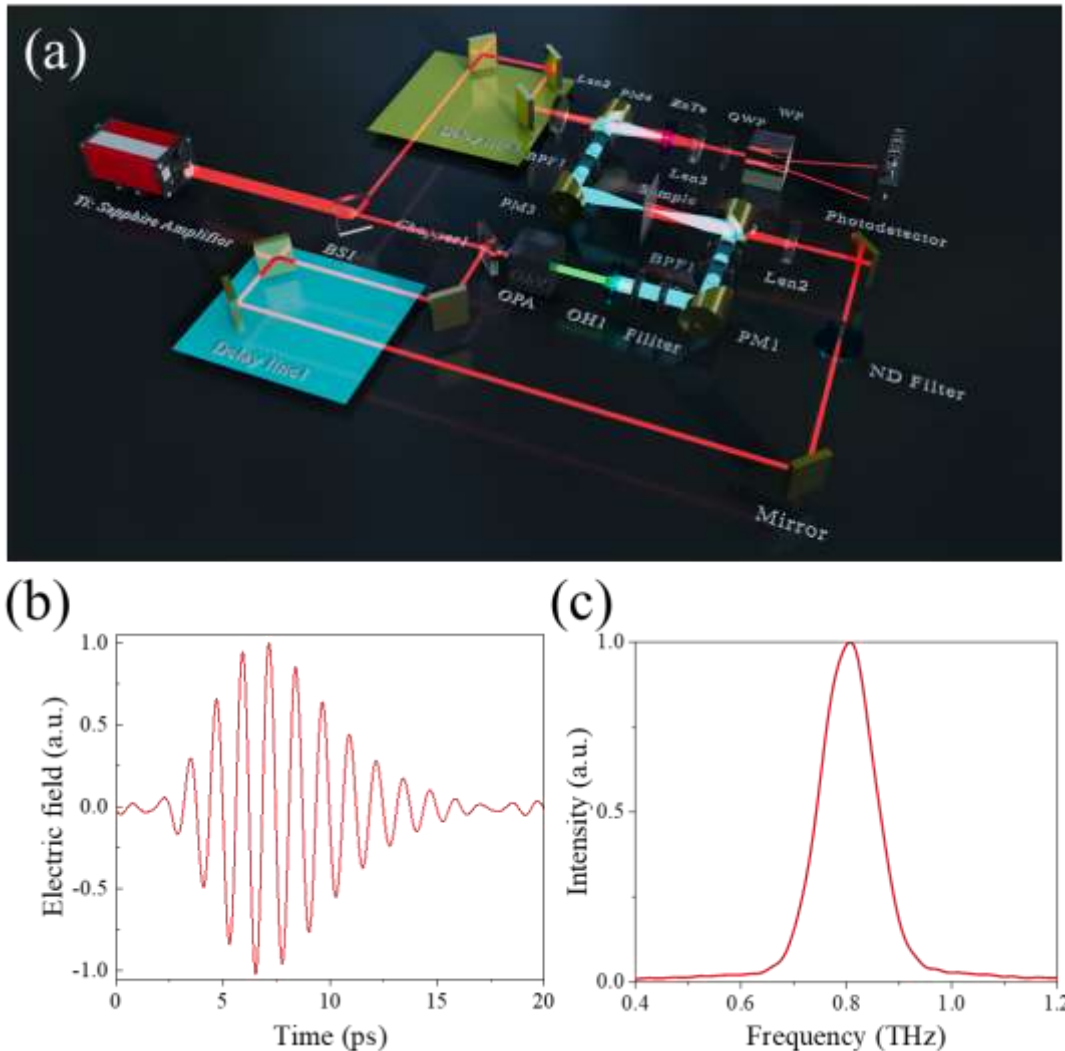 (a)
Len2
PM4
ZnTe
QWP
WP
BPF1
Len3
Sample
Photodetector
Ti: Sapphire Amplifier
PM3
BS1
Chopper1
BPF1
Len2
OPA
OH1
Filiter
PM1
ND Filter
Delay line1
Mirror
(b)
(c)
1.0
0.5
0.0
-0.5
-1.0
Electric field (a.u.)
0
5
10
15
20
Time (ps)
1.0
0.5
0.0
Intensity (a.u.)
0.4
0.6
0.8
1.0
1.2
Frequency (THz)